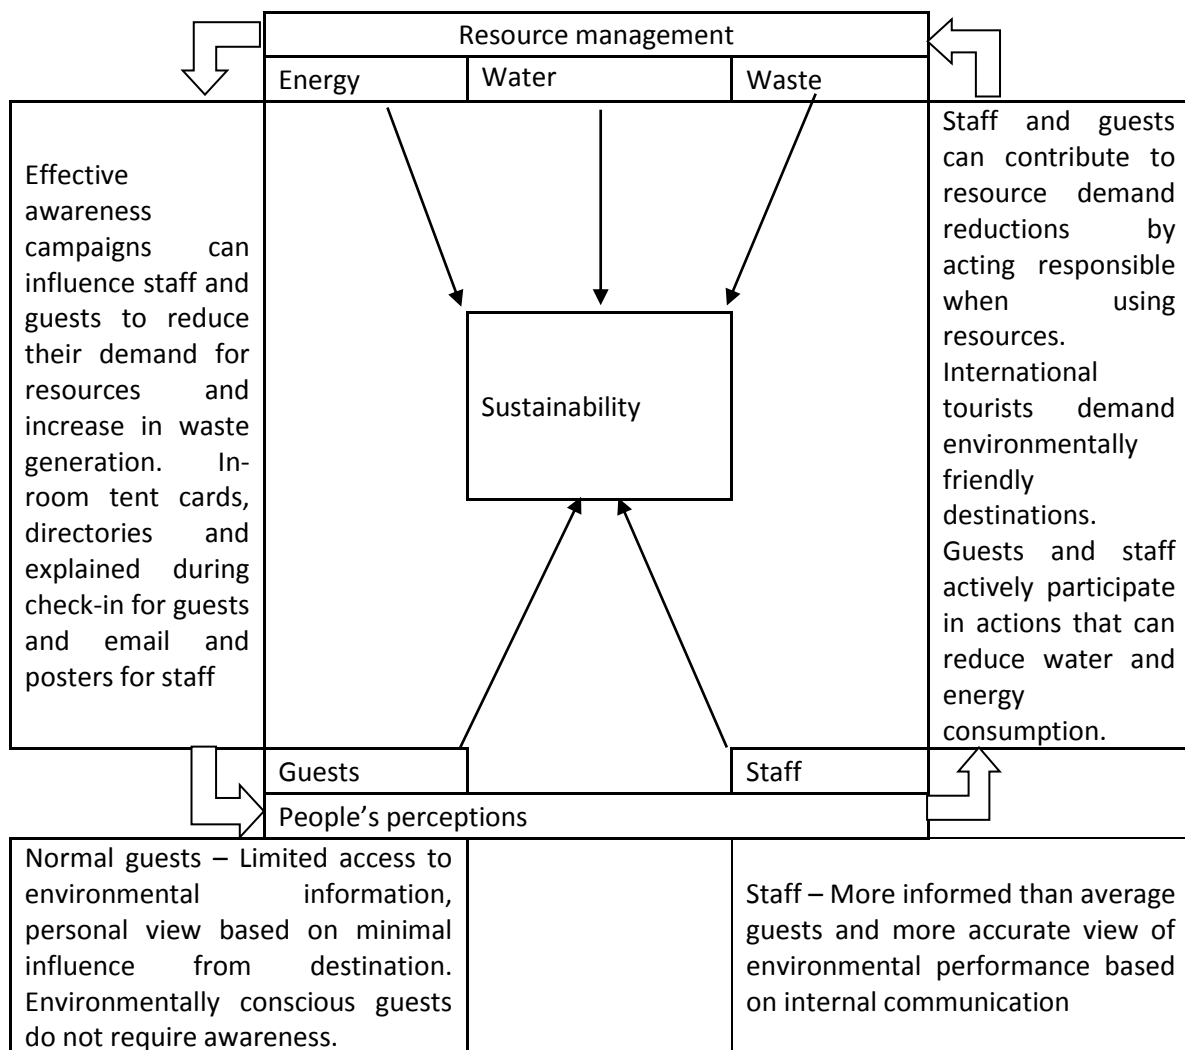 Resource management
Energy
Water
Waste
Effective
awareness
campaigns can
influence staff and
guests to reduce
their demand for
resources and
increase in waste
generation. In-
room tent cards,
directories and
explained during
check-in for guests
and email and
posters for staff
Sustainability
Staff and guests
can contribute to
resource demand
reductions by
acting responsible
when using
resources.
International
tourists demand
environmentally
friendly
destinations.
Guests and staff
actively participate
in actions that can
reduce water and
energy
consumption.
Guests
Staff
People’s perceptions
Normal guests – Limited access to
environmental information,
personal view based on minimal
influence from destination.
Environmentally conscious guests
do not require awareness.
Staff – More informed than average
guests and more accurate view of
environmental performance based
on internal communication